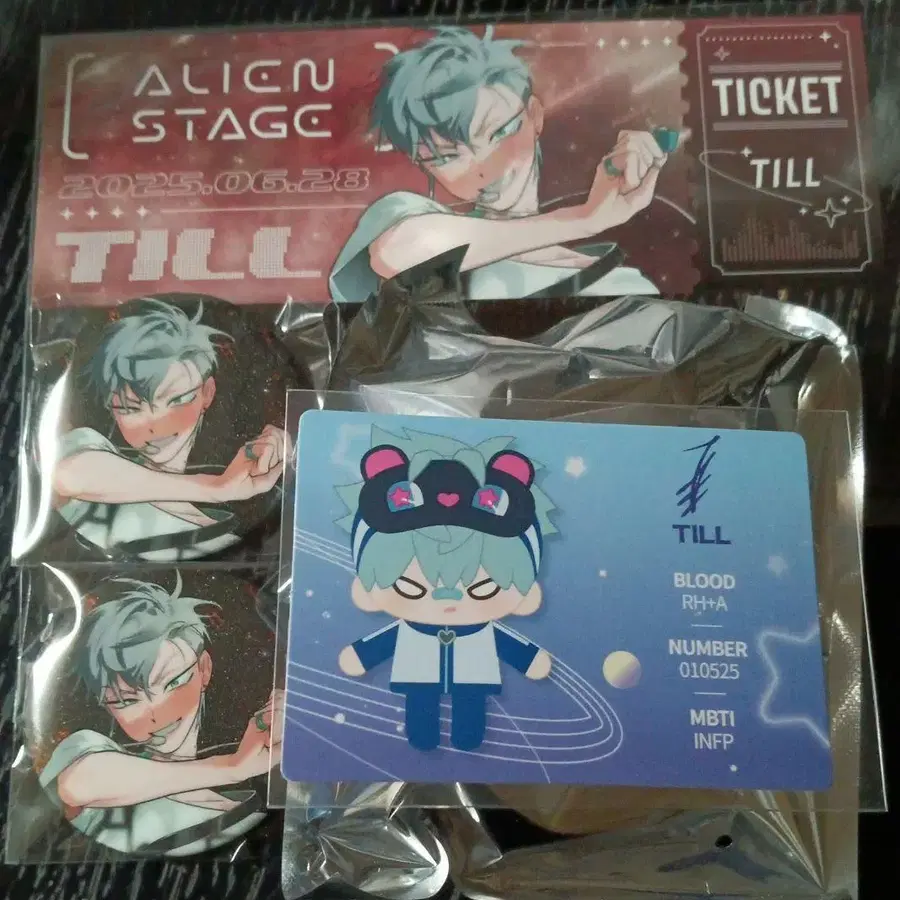 ALIEN
STAGE
2025.06.28
TILL
TICKET
TILL
TILL
BLOOD
RH+A
NUMBER
010525
MBTI
INFP